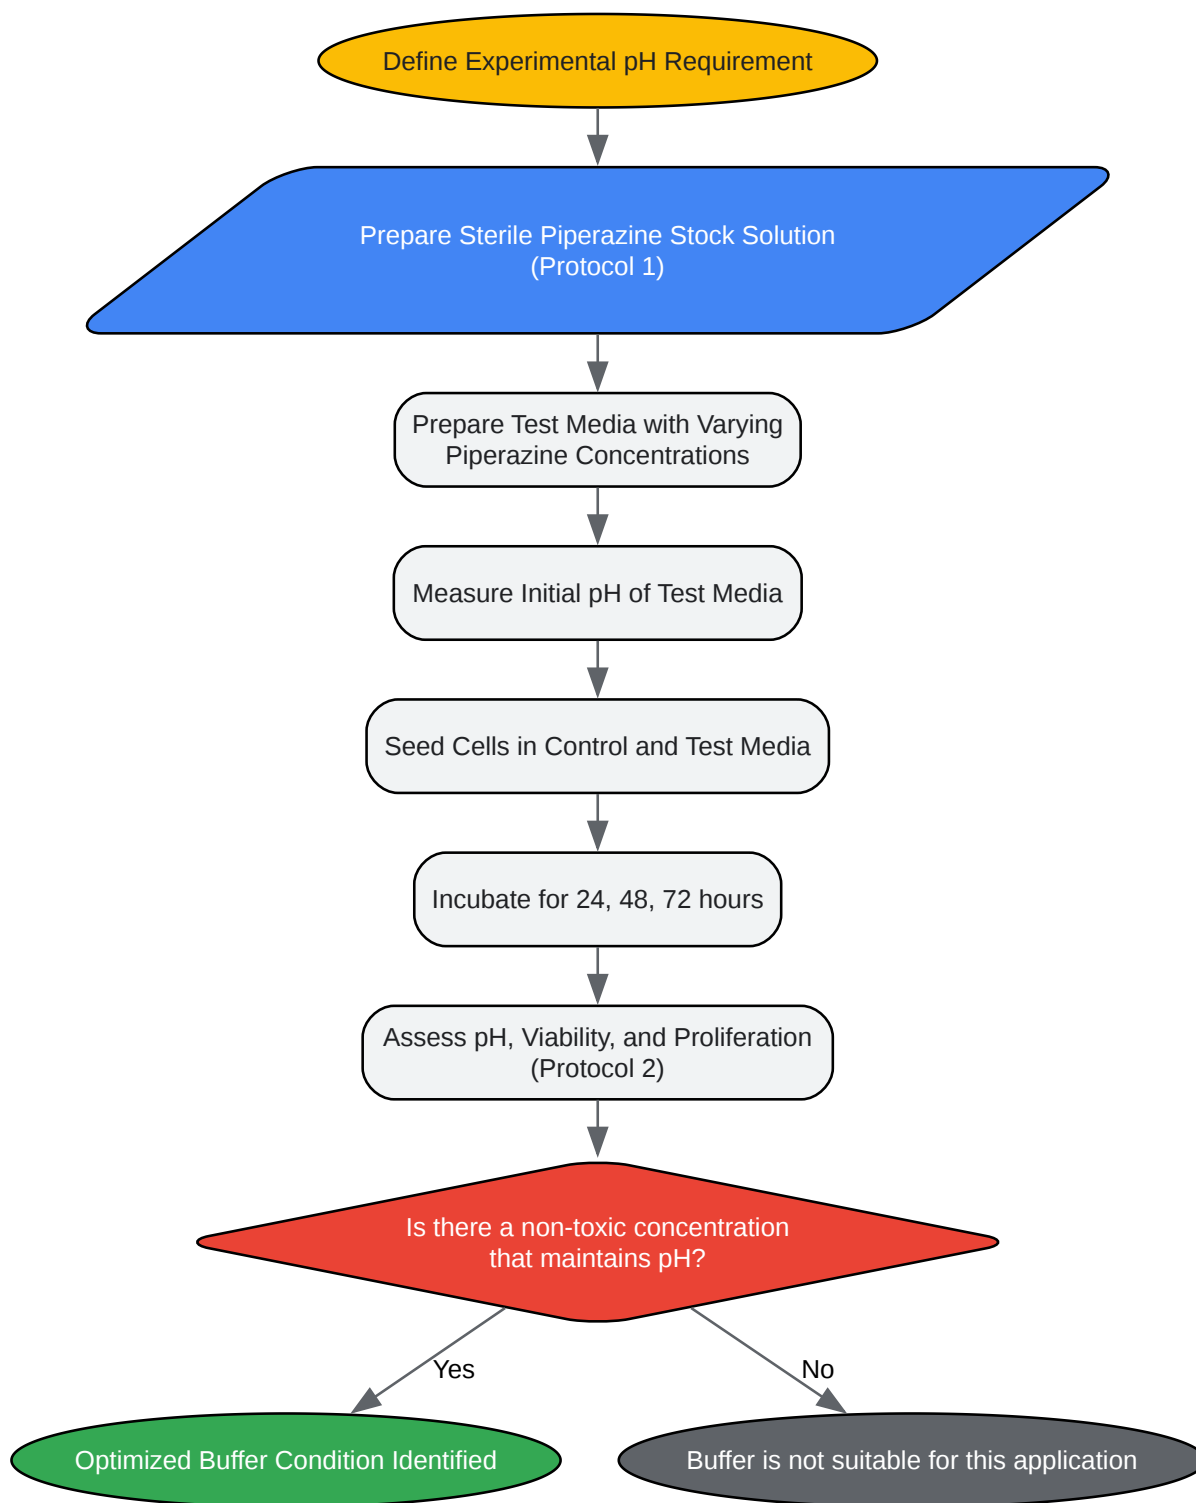 Define Experimental pH Requirement
Prepare Sterile Piperazine Stock Solution
(Protocol 1)
Prepare Test Media with Varying
Piperazine Concentrations
Measure Initial pH of Test Media
Seed Cells in Control and Test Media
Incubate for 24, 48, 72 hours
Assess pH, Viability, and Proliferation
(Protocol 2)
Is there a non-toxic concentration
that maintains pH?
Yes
No
Optimized Buffer Condition Identified
Buffer is not suitable for this application